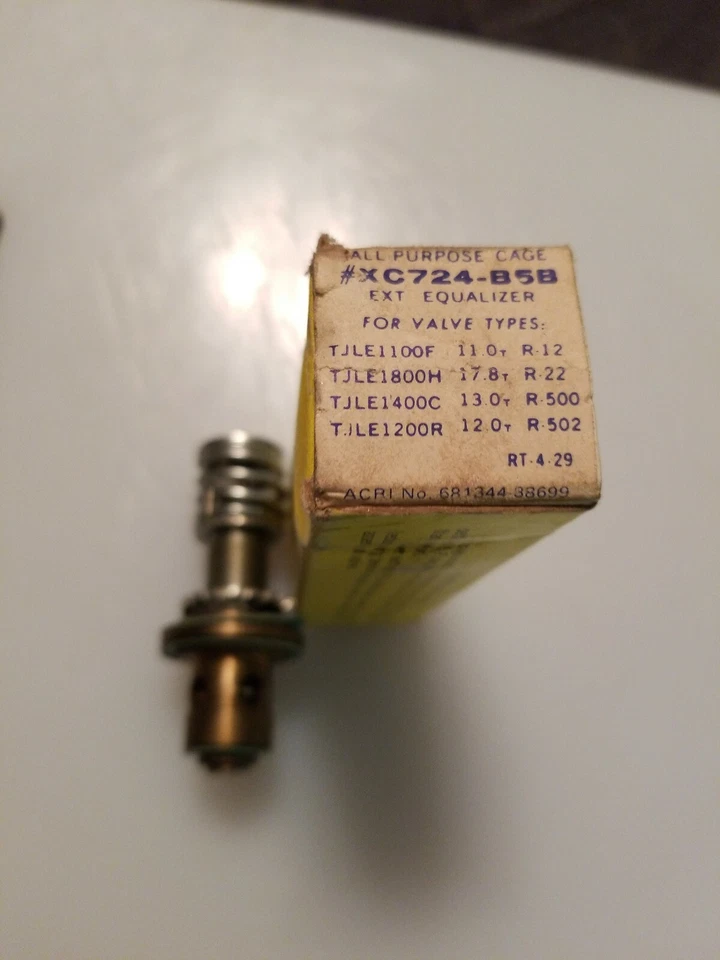 ALL PURPOSE CAGE
#XC724-B5B
EXT EQUALIZER
FOR VALVE TYPES:
TJLE1100F 11.0T R-12
TJLE1800H 17.8T R-22
TJLE1400C 13.0T R-500
TJLE1200R 12.0T R-502
RT-4-29
ACRI No. 681344-38699